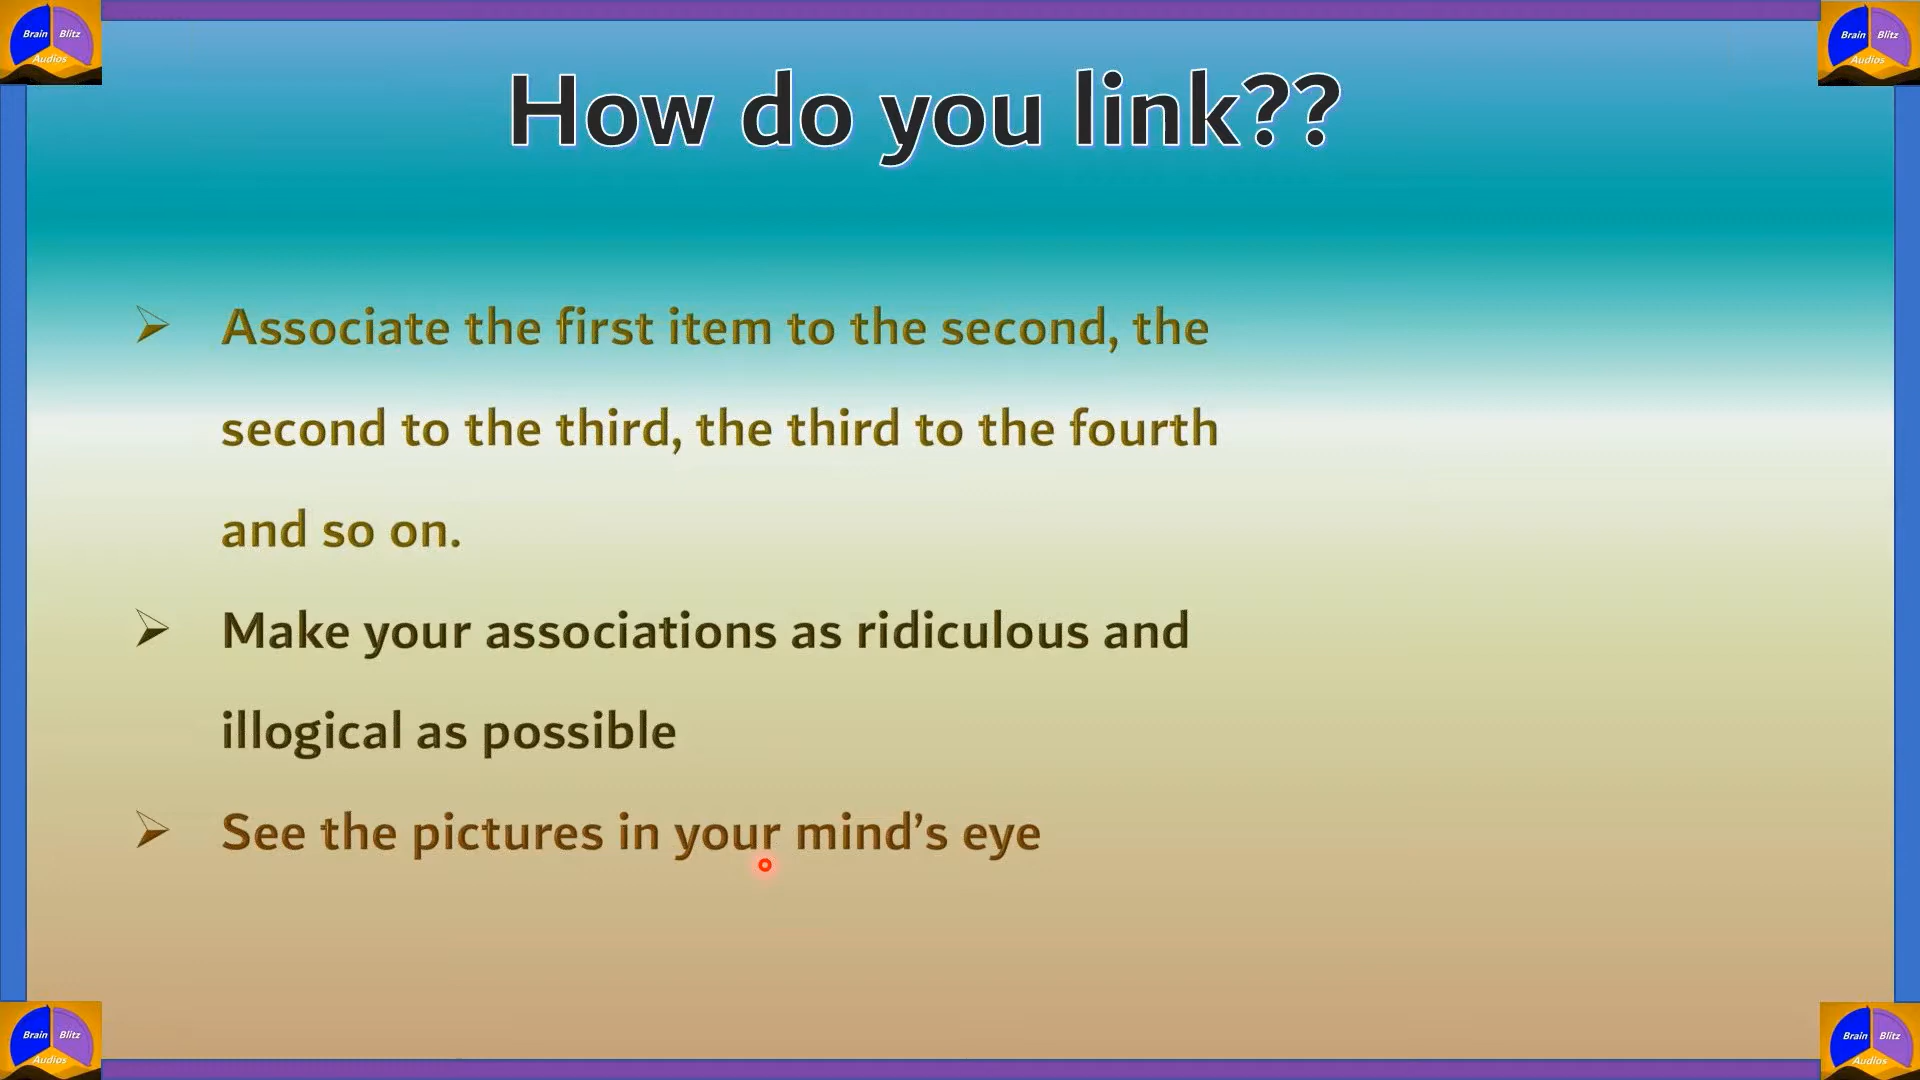 Brain Blitz
Audios
Brain Blitz
Audios
How do you link??
➢ Associate the first item to the second, the
second to the third, the third to the fourth
and so on.
➢ Make your associations as ridiculous and
illogical as possible
➢ See the pictures in your mind’s eye
Brain Blitz
Audios
Brain Blitz
Audios